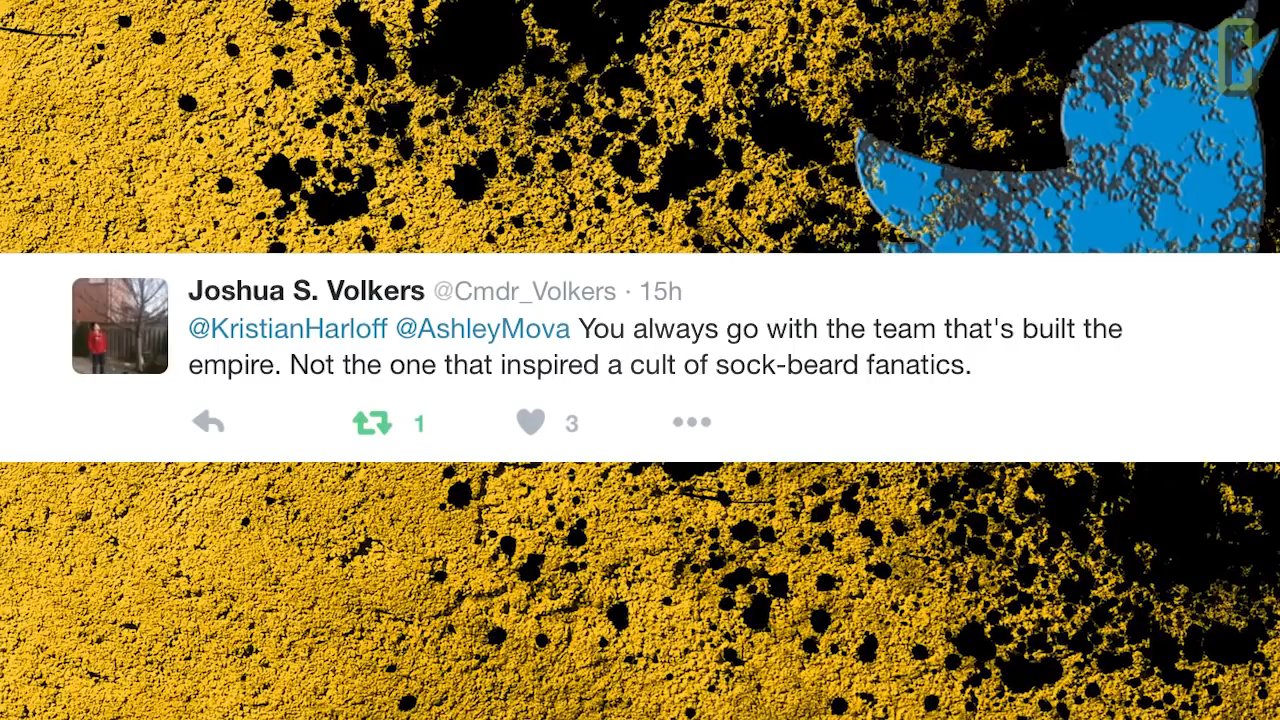 Joshua S. Volkers @Cmdr_Volkers · 15h
@KristianHarloff @AshleyMova You always go with the team that's built the
empire. Not the one that inspired a cult of sock-beard fanatics.
1 3